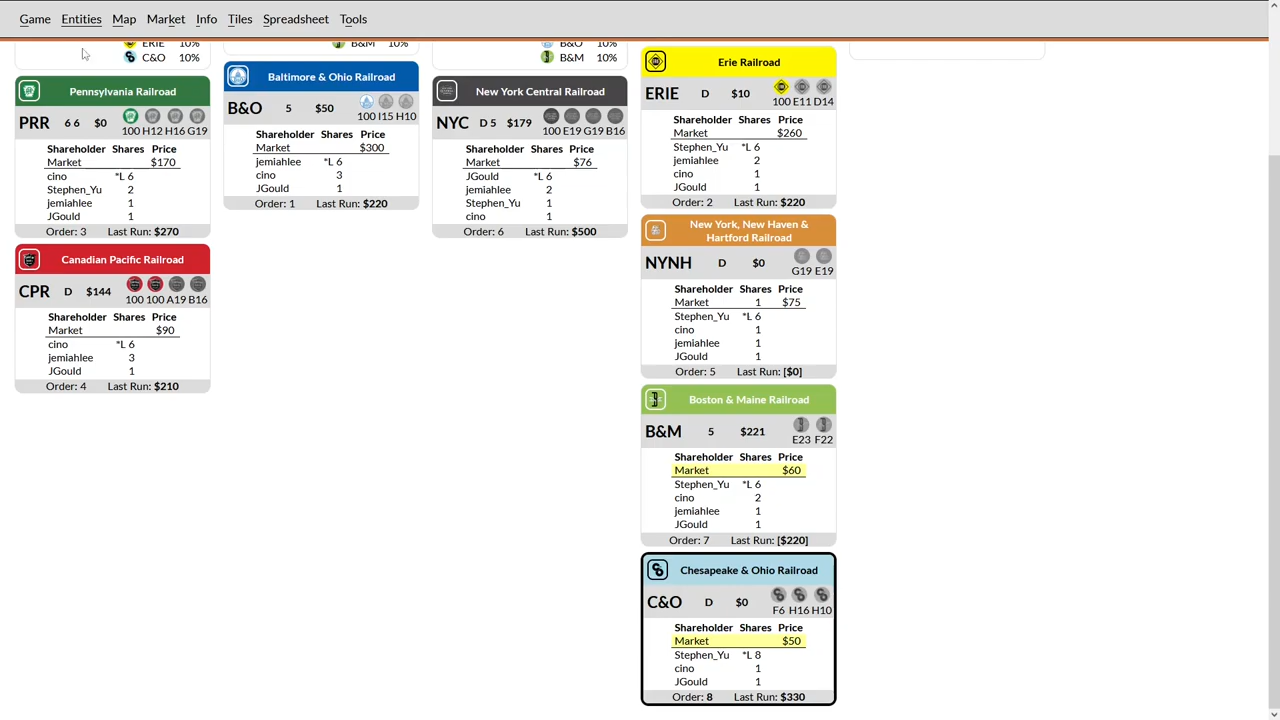 Game Entities Map Market Info Tiles Spreadsheet Tools
ERIE 10%
C&O 10%
B&M 10%
B&O 10%
B&M 10%
Pennsylvania Railroad
PRR 6 6 $0
100 H12 H16 G19
Shareholder Shares Price
Market $170
cino *L 6
Stephen_Yu 2
jemiahlee 1
JGould 1
Order: 3 Last Run: $270
Canadian Pacific Railroad
CPR D $144
100 100 A19 B16
Shareholder Shares Price
Market $90
cino *L 6
jemiahlee 3
JGould 1
Order: 4 Last Run: $210
Baltimore & Ohio Railroad
B&O 5 $50
100 I15 H10
Shareholder Shares Price
Market $300
jemiahlee *L 6
cino 3
JGould 1
Order: 1 Last Run: $220
New York Central Railroad
NYC D 5 $179
100 E19 G19 B16
Shareholder Shares Price
Market $76
JGould *L 6
jemiahlee 2
Stephen_Yu 1
cino 1
Order: 6 Last Run: $500
Erie Railroad
ERIE D $10
100 E11 D14
Shareholder Shares Price
Market $260
Stephen_Yu *L 6
jemiahlee 2
cino 1
JGould 1
Order: 2 Last Run: $220
New York, New Haven &
Hartford Railroad
NYNH D $0
G19 E19
Shareholder Shares Price
Market 1 $75
Stephen_Yu *L 6
cino 1
jemiahlee 1
JGould 1
Order: 5 Last Run: [$0]
Boston & Maine Railroad
B&M 5 $221
E23 F22
Shareholder Shares Price
Market $60
Stephen_Yu *L 6
cino 2
jemiahlee 1
JGould 1
Order: 7 Last Run: [$220]
Chesapeake & Ohio Railroad
C&O D $0
F6 H16 H10
Shareholder Shares Price
Market $50
Stephen_Yu *L 8
cino 1
JGould 1
Order: 8 Last Run: $330